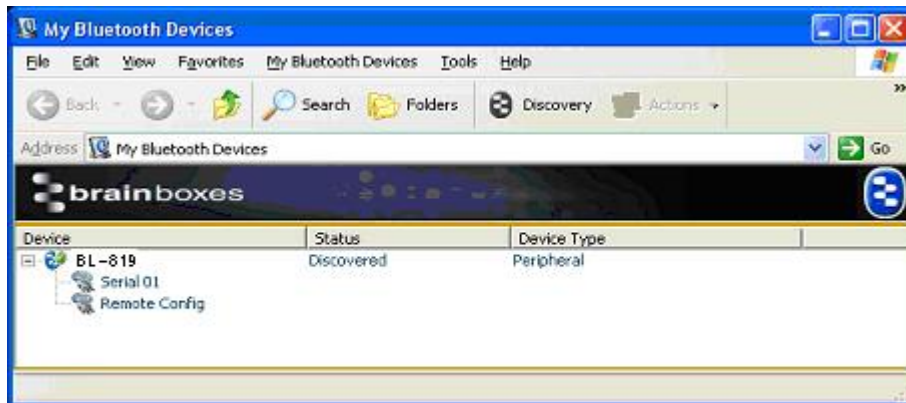 My Bluetooth Devices
File Edit View Favorites My Bluetooth Devices Tools Help
Back Search Folders Discovery Actions
Address My Bluetooth Devices Go
brainboxes
Device Status Device Type
BL-819 Discovered Peripheral
Serial 01
Remote Config